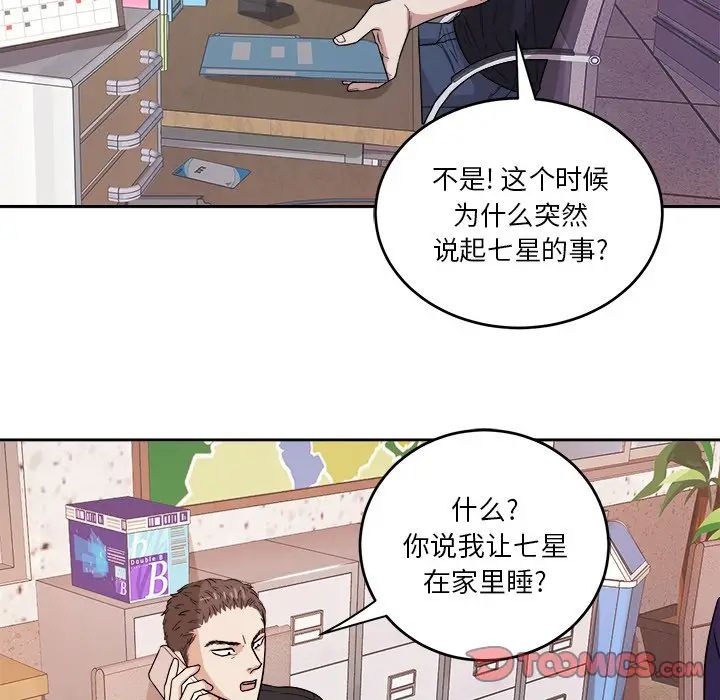 不是! 这个时候
为什么突然
说起七星的事?
什么?
你说我让七星
在家里睡?
Double B
B
B
TOOMICS.COM